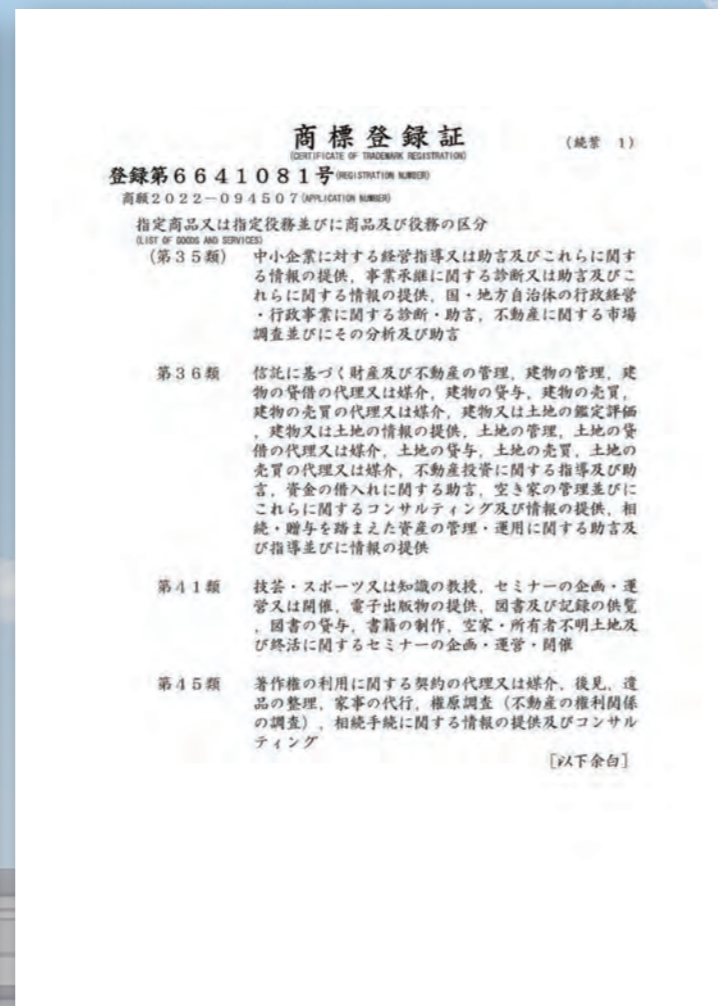 商標登録証
(CERTIFICATE OF TRADEMARK REGISTRATION)
(続葉 1)
登録第6641081号(REGISTRATION NUMBER)
商願2022-094507(APPLICATION NUMBER)
指定商品又は指定役務並びに商品及び役務の区分
(LIST OF GOODS AND SERVICES)
(第35類) 中小企業に対する経営指導又は助言及びこれらに関す
る情報の提供,事業承継に関する診断又は助言及びこ
れらに関する情報の提供,国・地方自治体の行政経営
・行政事業に関する診断・助言,不動産に関する市場
調査並びにその分析及び助言
第36類 信託に基づく財産及び不動産の管理,建物の管理,建
物の貸借の代理又は媒介,建物の貸与,建物の売買,
建物の売買の代理又は媒介,建物又は土地の鑑定評価
,建物又は土地の情報の提供,土地の管理,土地の貸
借の代理又は媒介,土地の貸与,土地の売買,土地の
売買の代理又は媒介,不動産投資に関する指導及び助
言,資金の借入れに関する助言,空き家の管理並びに
これらに関するコンサルティング及び情報の提供,相
続・贈与を踏まえた資産の管理・運用に関する助言及
び指導並びに情報の提供
第41類 技芸・スポーツ又は知識の教授,セミナーの企画・運
営又は開催,電子出版物の提供,図書及び記録の供覧
,図書の貸与,書籍の制作,空家・所有者不明土地及
び終活に関するセミナーの企画・運営・開催
第45類 著作権の利用に関する契約の代理又は媒介,後見,遺
品の整理,家事の代行,権原調査(不動産の権利関係
の調査),相続手続に関する情報の提供及びコンサル
ティング
[以下余白]